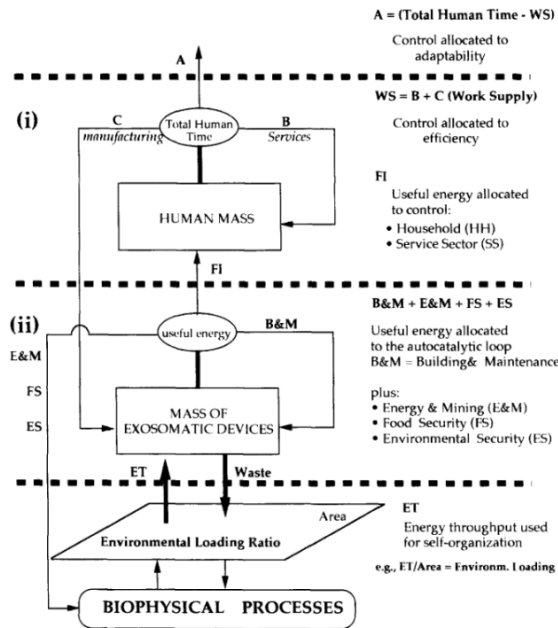 A = (Total Human Time - WS)
Control allocated to
adaptability
A
WS = B + C (Work Supply)
Control allocated to
efficiency
(i)
C
manufacturing
Total Human
Time
B
Services
HUMAN MASS
FI
Useful energy allocated
to control:
• Household (HH)
• Service Sector (SS)
FI
B&M + E&M + FS + ES
Useful energy allocated
to the autocatalytic loop
B&M = Building& Maintenance
plus:
• Energy & Mining (E&M)
• Food Security (FS)
• Environmental Security (ES)
(ii)
useful energy
B&M
E&M
FS
ES
MASS OF
EXOSOMATIC DEVICES
ET
Waste
Area
Environmental Loading Ratio
ET
Energy throughput used
for self-organization
e.g., ET/Area = Environm. Loading
BIOPHYSICAL PROCESSES